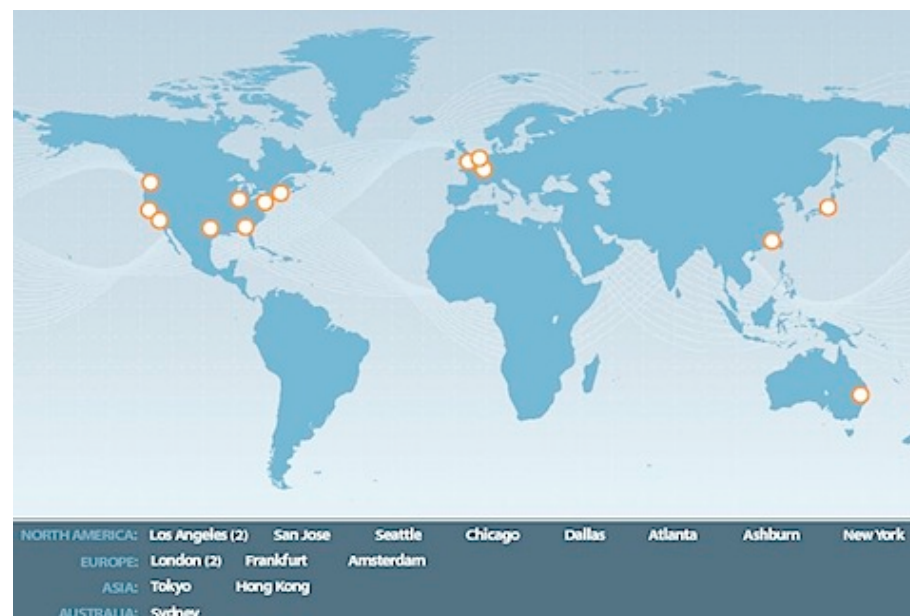 NORTH AMERICA: Los Angeles (2) San Jose Seattle Chicago Dallas Atlanta Ashburn New York
EUROPE: London (2) Frankfurt Amsterdam
ASIA: Tokyo Hong Kong
AUSTRALIA: Sydney